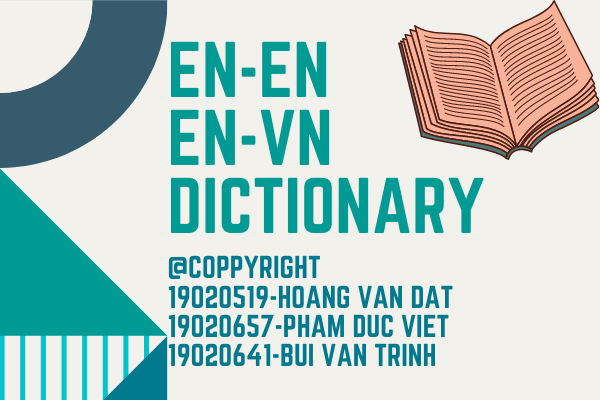 EN-EN
EN-VN
DICTIONARY
@COPPYRIGHT
19020519-HOANG VAN DAT
19020657-PHAM DUC VIET
19020641-BUI VAN TRINH